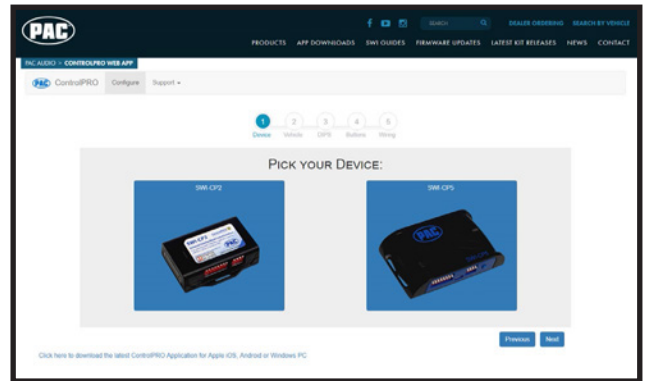 PAC
SEARCH
DEALER ORDERING SEARCH BY VEHICLE
PRODUCTS APP DOWNLOADS SWI GUIDES FIRMWARE UPDATES LATEST KIT RELEASES NEWS CONTACT
PAC AUDIO > CONTROLPRO WEB APP
PAC ControlPRO Configure Support
1 2 3 4 5
Device Vehicle DIPS Buttons Wiring
PICK YOUR DEVICE:
SWI-CP2 SWI-CP5
SWI-CP2 PAC
PAC SWI-CP5
Previous Next
Click here to download the latest ControlPRO Application for Apple iOS, Android or Windows PC